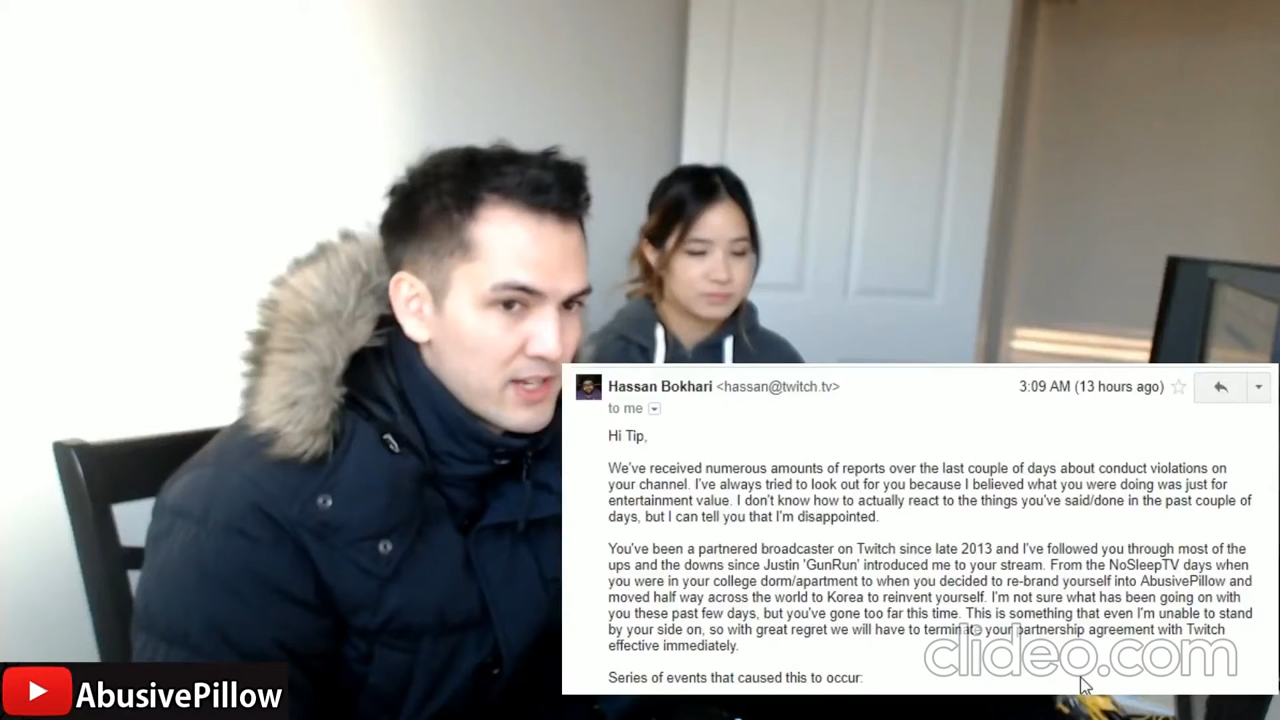 Hassan Bokhari <hassan@twitch.tv> 3:09 AM (13 hours ago)
to me
Hi Tip,
We've received numerous amounts of reports over the last couple of days about conduct violations on
your channel. I've always tried to look out for you because I believed what you were doing was just for
entertainment value. I don't know how to actually react to the things you've said/done in the past couple of
days, but I can tell you that I'm disappointed.
You've been a partnered broadcaster on Twitch since late 2013 and I've followed you through most of the
ups and the downs since Justin 'GunRun' introduced me to your stream. From the NoSleepTV days when
you were in your college dorm/apartment to when you decided to re-brand yourself into AbusivePillow and
moved half way across the world to Korea to reinvent yourself. I'm not sure what has been going on with
you these past few days, but you've gone too far this time. This is something that even I'm unable to stand
by your side on, so with great regret we will have to terminate your partnership agreement with Twitch
effective immediately.
Series of events that caused this to occur:
clideo.com
AbusivePillow